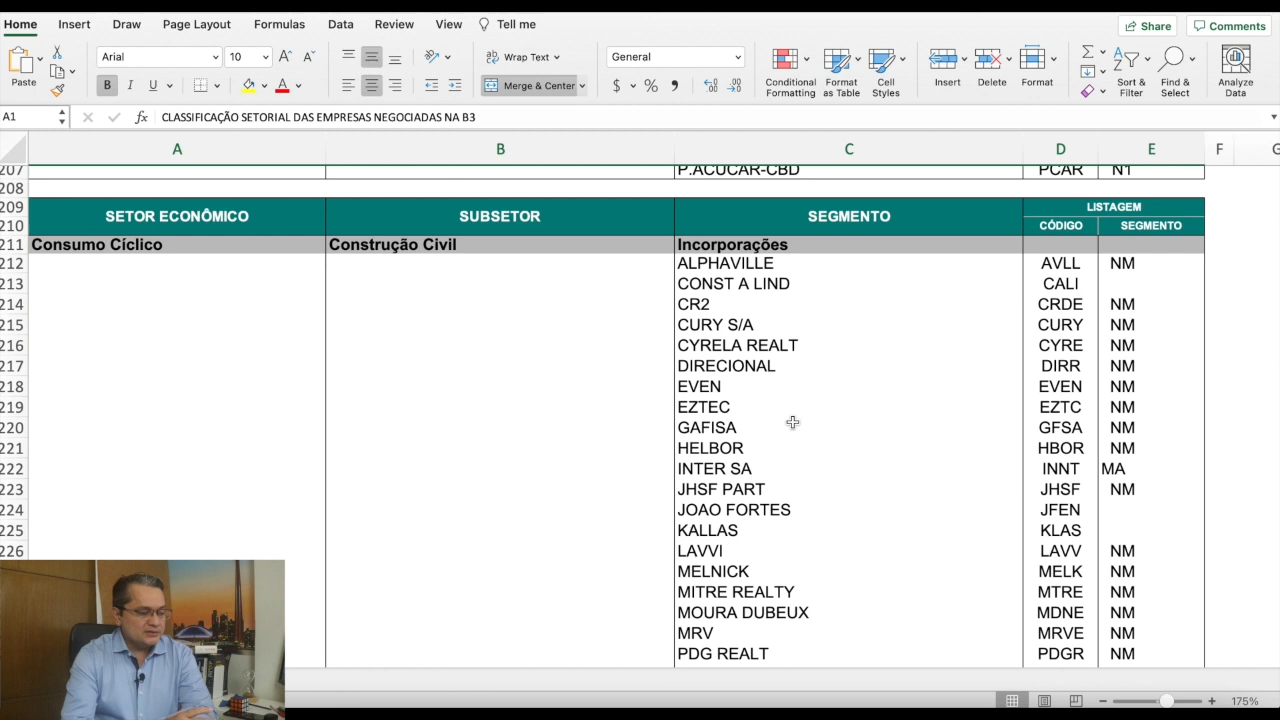 Home Insert Draw Page Layout Formulas Data Review View Tell me Share Comments
Arial 10 Wrap Text General
Paste B I U Merge & Center $ % Conditional Formatting Format as Table Cell Styles Insert Delete Format Sort & Filter Find & Select Analyze Data
A1 fx CLASSIFICAÇÃO SETORIAL DAS EMPRESAS NEGOCIADAS NA B3
A B C D E F G
207 P.ACUCAR-CBD PCAR N1
208
209 SETOR ECONÔMICO SUBSETOR SEGMENTO LISTAGEM
210 CÓDIGO SEGMENTO
211 Consumo Cíclico Construção Civil Incorporações
212 ALPHAVILLE AVLL NM
213 CONST A LIND CALI
214 CR2 CRDE NM
215 CURY S/A CURY NM
216 CYRELA REALT CYRE NM
217 DIRECIONAL DIRR NM
218 EVEN EVEN NM
219 EZTEC EZTC NM
220 GAFISA GFSA NM
221 HELBOR HBOR NM
222 INTER SA INNT MA
223 JHSF PART JHSF NM
224 JOAO FORTES JFEN
225 KALLAS KLAS
226 LAVVI LAVV NM
MELNICK MELK NM
MITRE REALTY MTRE NM
MOURA DUBEUX MDNE NM
MRV MRVE NM
PDG REALT PDGR NM
175%